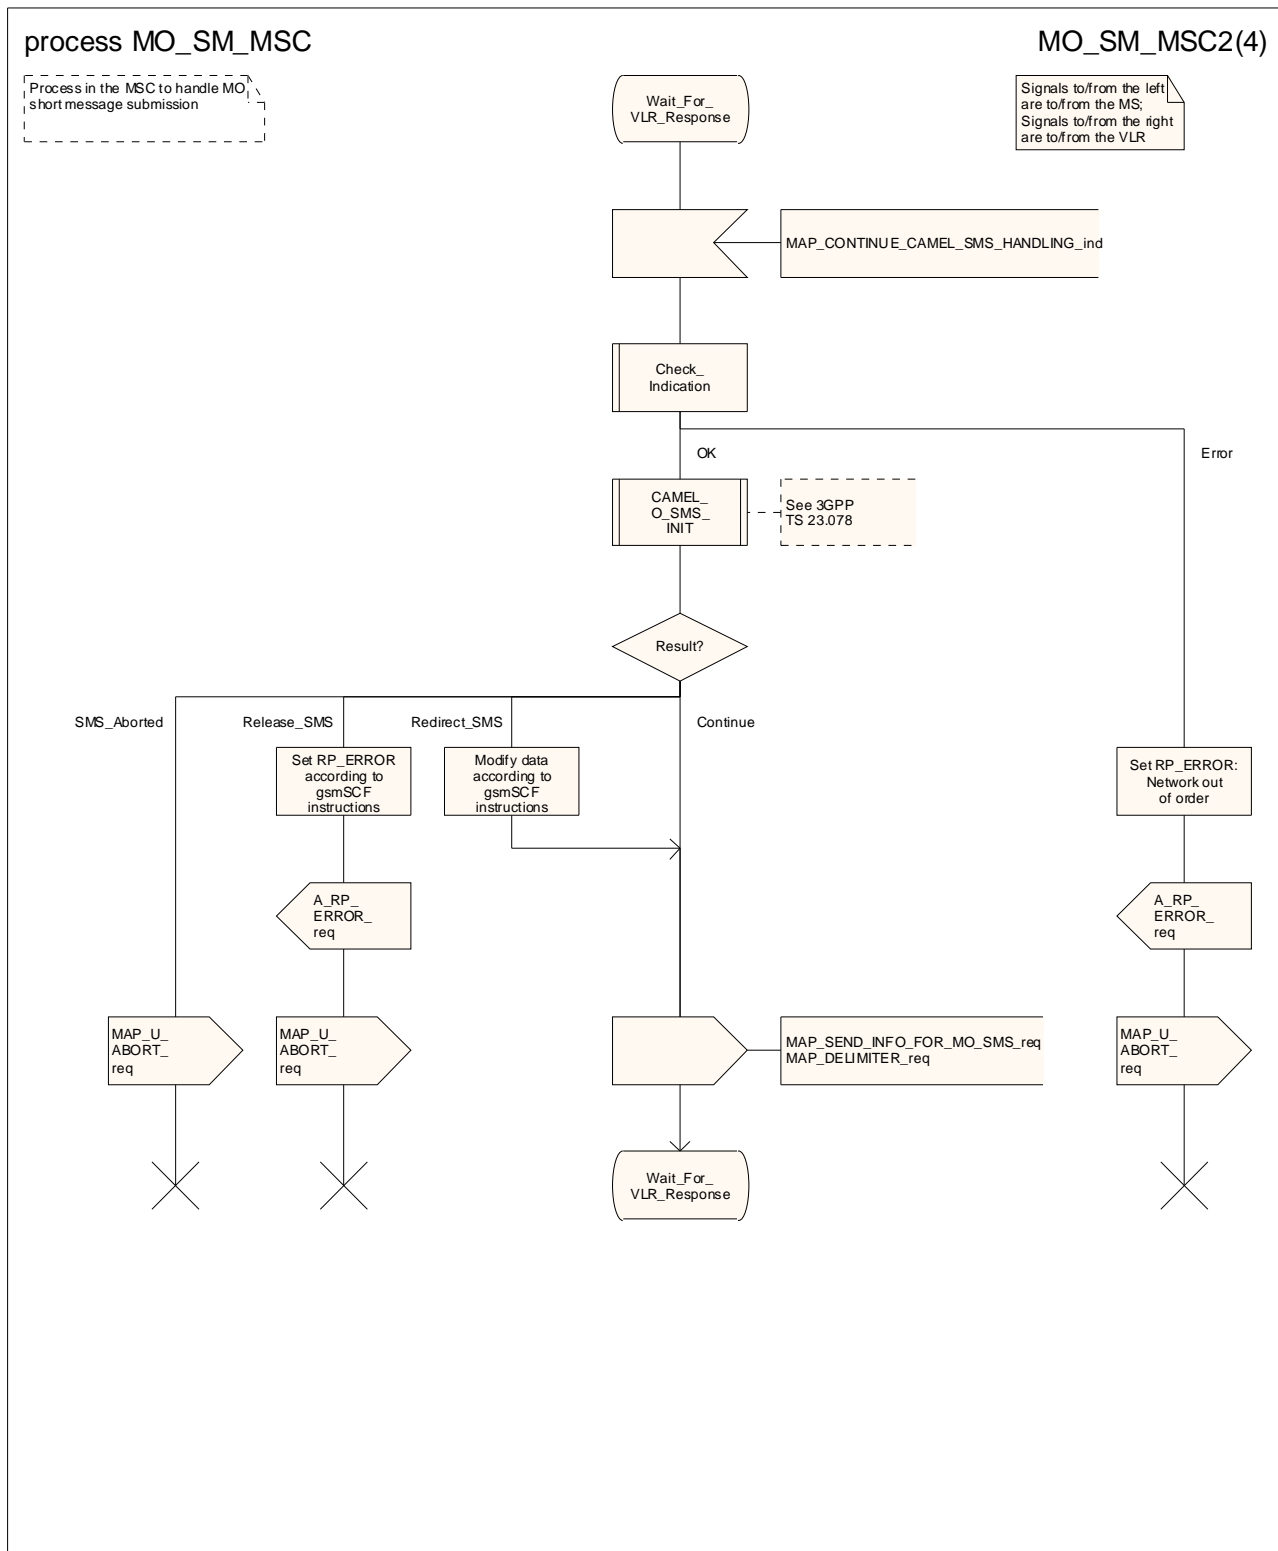 process MO_SM_MSC
MO_SM_MSC2(4)
Process in the MSC to handle MO
short message submission
Wait_For_
VLR_Response
Signals to/from the left
are to/from the MS;
Signals to/from the right
are to/from the VLR
MAP_CONTINUE_CAMEL_SMS_HANDLING_ind
Check_
Indication
OK
Error
CAMEL_
O_SMS_
INIT
See 3GPP
TS 23.078
Result?
SMS_Aborted
Release_SMS
Redirect_SMS
Continue
Set RP_ERROR
according to
gsmSCF
instructions
Modify data
according to
gsmSCF
instructions
Set RP_ERROR:
Network out
of order
A_RP_
ERROR_
req
A_RP_
ERROR_
req
MAP_U_
ABORT_
req
MAP_U_
ABORT_
req
MAP_SEND_INFO_FOR_MO_SMS_req
MAP_DELIMITER_req
MAP_U_
ABORT_
req
Wait_For_
VLR_Response